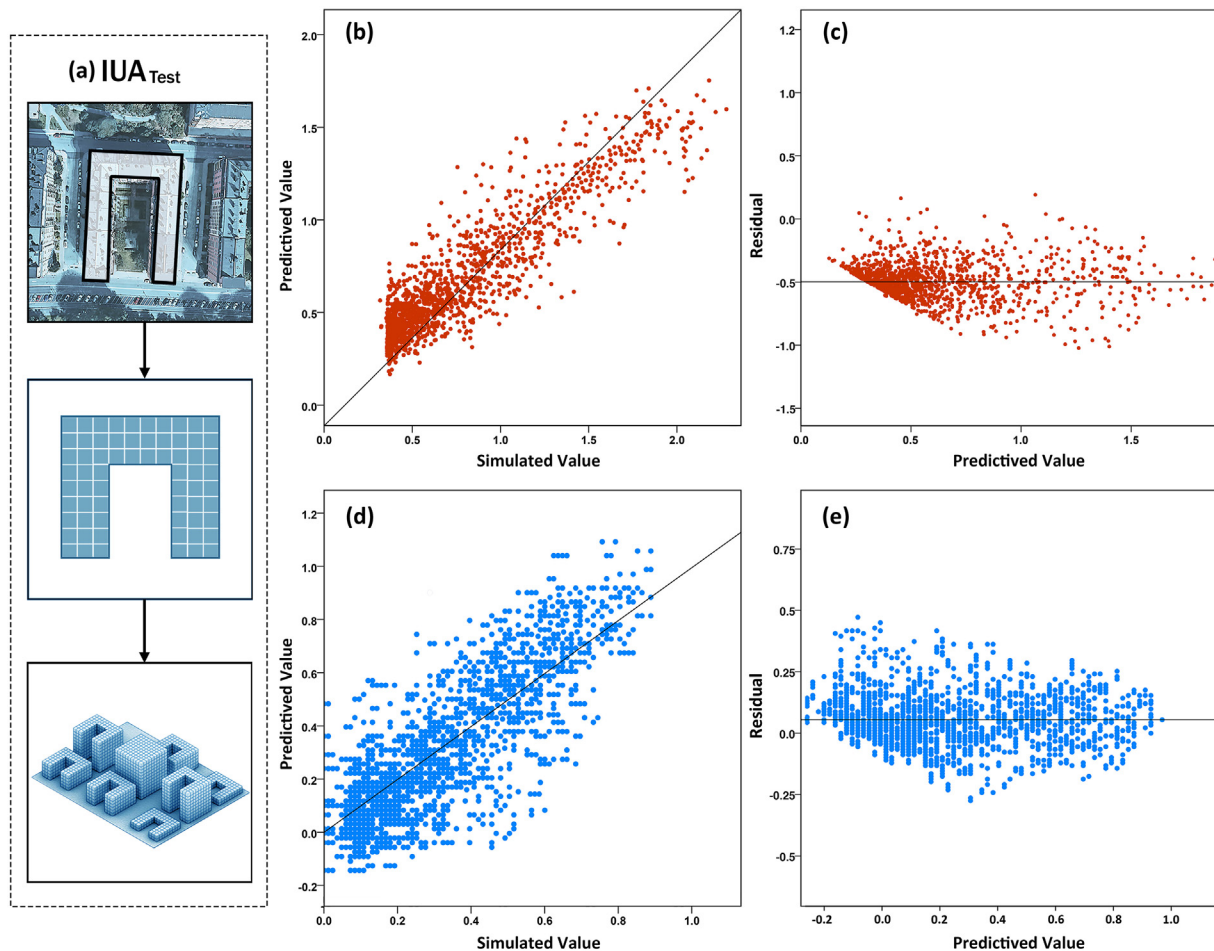 (a) IUA Test
(b)
Predictived Value
2.0
1.5
1.0
0.5
0.0
0.0 0.5 1.0 1.5 2.0
Simulated Value
(c)
Residual
1.2
1.0
0.5
0.0
-0.5
-1.0
-1.5
0.0 0.5 1.0 1.5
Predictived Value
(d)
Predictived Value
1.2
1.0
0.8
0.6
0.4
0.2
0.0
-0.2
0.0 0.2 0.4 0.6 0.8 1.0
Simulated Value
(e)
Residual
0.75
0.5
0.25
0.00
-0.25
-0.5
-0.2 0.0 0.2 0.4 0.6 0.8 1.0
Predictived Value